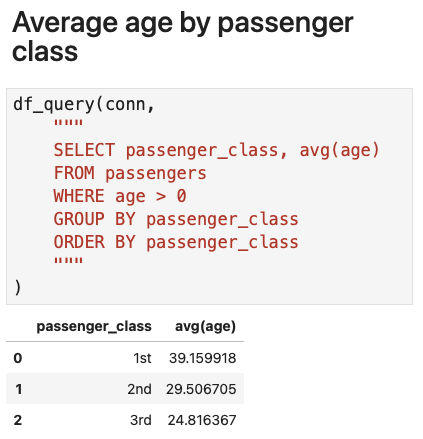 Average age by passenger
class
df_query(conn,
    """
    SELECT passenger_class, avg(age)
    FROM passengers
    WHERE age > 0
    GROUP BY passenger_class
    ORDER BY passenger_class
    """
)
passenger_class avg(age)
0 1st 39.159918
1 2nd 29.506705
2 3rd 24.816367